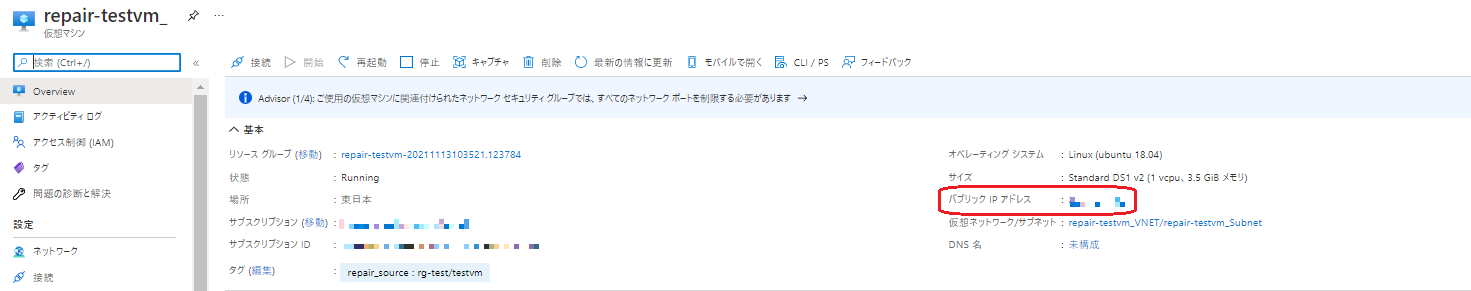 repair-testvm_
仮想マシン
検索 (Ctrl+/)
«
接続 開始 再起動 停止 キャプチャ 削除 最新の情報に更新 モバイルで開く CLI / PS フィードバック
Overview
アクティビティ ログ
アクセス制御 (IAM)
タグ
問題の診断と解決
設定
ネットワーク
接続
Advisor (1/4): ご使用の仮想マシンに関連付けられたネットワーク セキュリティ グループでは、すべてのネットワーク ポートを制限する必要があります →
基本
リソース グループ (移動) : repair-testvm-20211113103521.123784
状態 : Running
場所 : 東日本
サブスクリプション (移動) :
サブスクリプション ID :
タグ (編集) : repair_source : rg-test/testvm
オペレーティング システム : Linux (ubuntu 18.04)
サイズ : Standard DS1 v2 (1 vcpu、3.5 GiB メモリ)
パブリック IP アドレス :
仮想ネットワーク/サブネット : repair-testvm_VNET/repair-testvm_Subnet
DNS 名 : 未構成